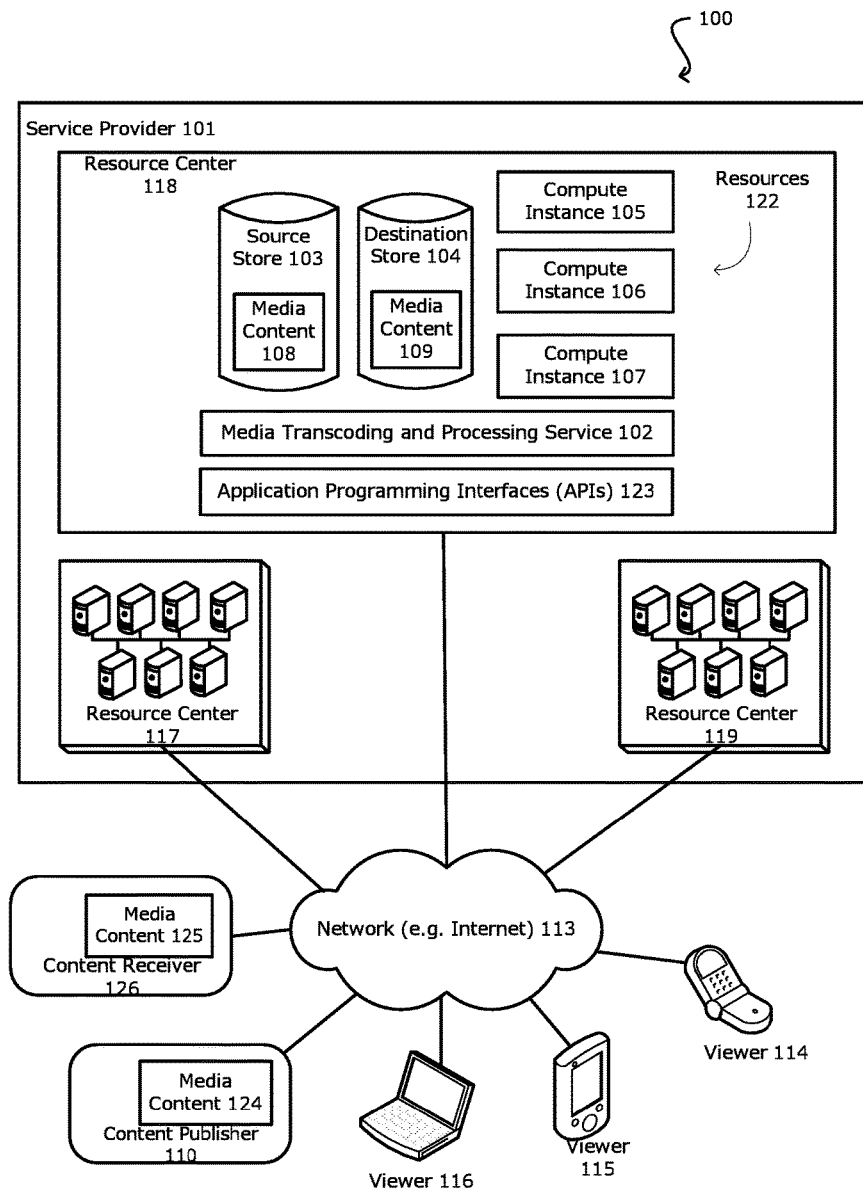 100
Service Provider 101
Resource Center
118
Source
Store 103
Media
Content
108
Destination
Store 104
Media
Content
109
Compute
Instance 105
Compute
Instance 106
Compute
Instance 107
Resources
122
Media Transcoding and Processing Service 102
Application Programming Interfaces (APIs) 123
Resource Center
117
Resource Center
119
Network (e.g. Internet) 113
Media
Content 125
Content Receiver
126
Media
Content 124
Content Publisher
110
Viewer 116
Viewer
115
Viewer 114